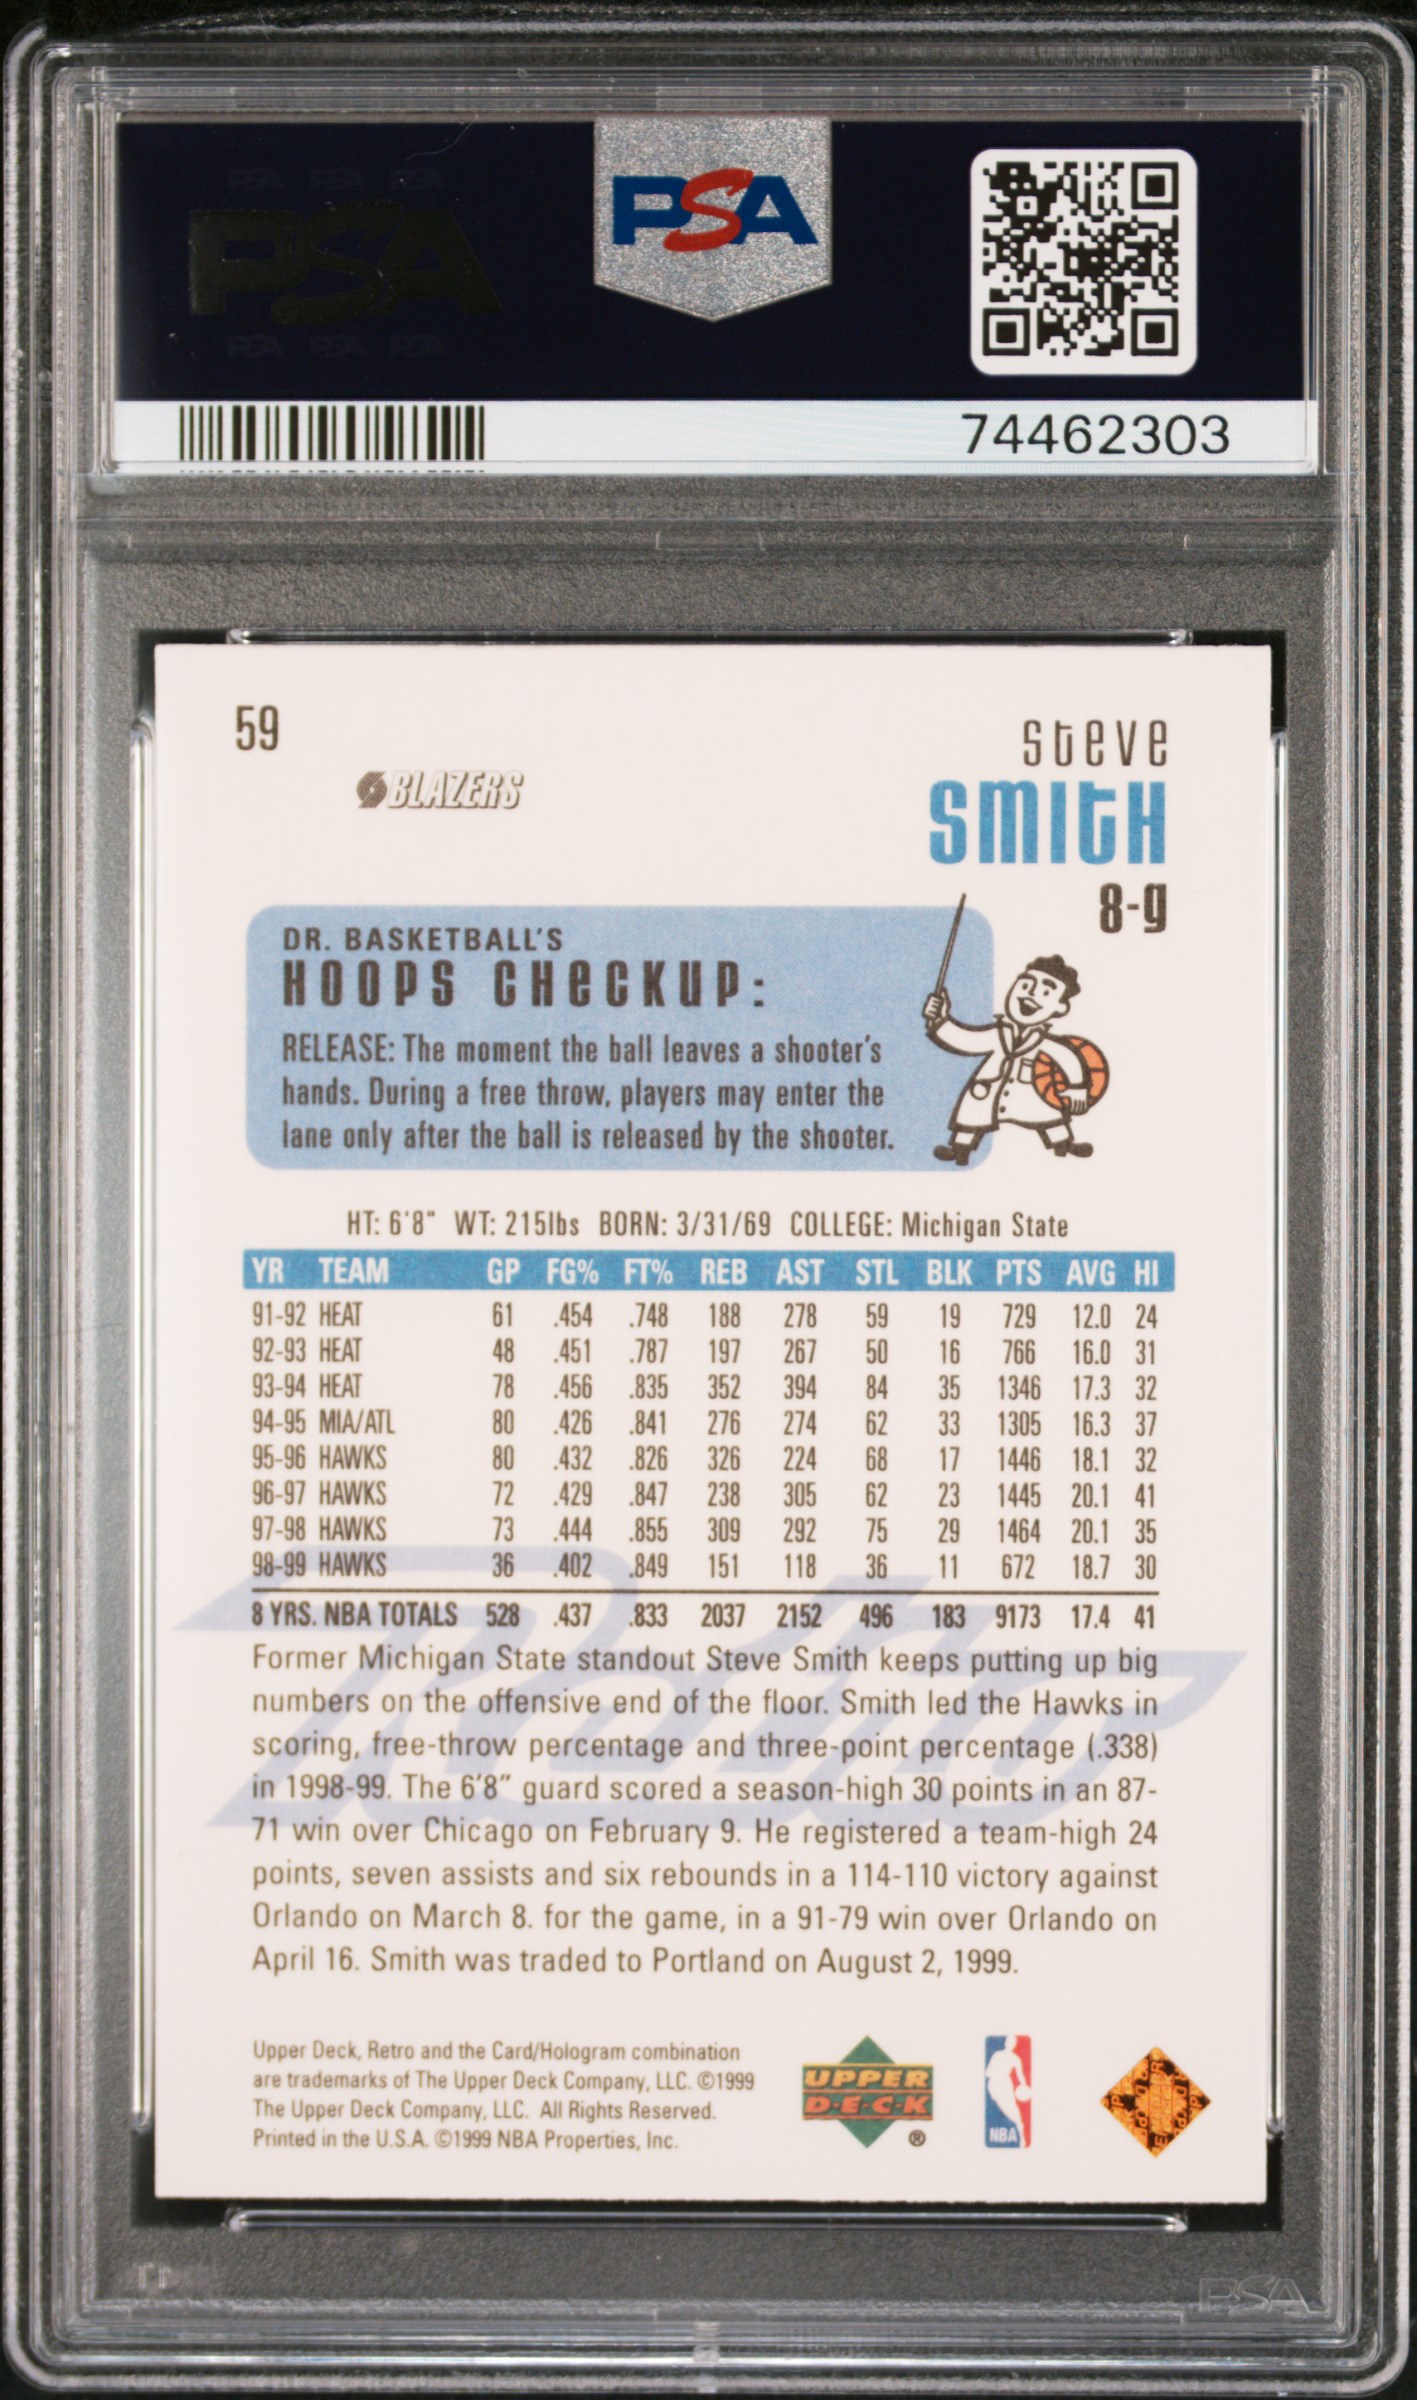 PSA PSA PSA
PSA
PSA PSA PSA
PSA
74462303
59
BLAZERS
steve
SMITH
8-g
DR. BASKETBALL'S
HOOPS CHECKUP:
RELEASE: The moment the ball leaves a shooter's
hands. During a free throw, players may enter the
lane only after the ball is released by the shooter.
HT: 6'8" WT: 215lbs BORN: 3/31/69 COLLEGE: Michigan State
YR TEAM GP FG% FT% REB AST STL BLK PTS AVG HI
91-92 HEAT 61 .454 .748 188 278 59 19 729 12.0 24
92-93 HEAT 48 .451 .787 197 267 50 16 766 16.0 31
93-94 HEAT 78 .456 .835 352 394 84 35 1346 17.3 32
94-95 MIA/ATL 80 .426 .841 276 274 62 33 1305 16.3 37
95-96 HAWKS 80 .432 .826 326 224 68 17 1446 18.1 32
96-97 HAWKS 72 .429 .847 238 305 62 23 1445 20.1 41
97-98 HAWKS 73 .444 .855 309 292 75 29 1464 20.1 35
98-99 HAWKS 36 .402 .849 151 118 36 11 672 18.7 30
8 YRS. NBA TOTALS 528 .437 .833 2037 2152 496 183 9173 17.4 41
Retro
Former Michigan State standout Steve Smith keeps putting up big
numbers on the offensive end of the floor. Smith led the Hawks in
scoring, free-throw percentage and three-point percentage (.338)
in 1998-99. The 6'8" guard scored a season-high 30 points in an 87-
71 win over Chicago on February 9. He registered a team-high 24
points, seven assists and six rebounds in a 114-110 victory against
Orlando on March 8. for the game, in a 91-79 win over Orlando on
April 16. Smith was traded to Portland on August 2, 1999.
Upper Deck, Retro and the Card/Hologram combination
are trademarks of The Upper Deck Company, LLC. ©1999
The Upper Deck Company, LLC. All Rights Reserved.
Printed in the U.S.A. ©1999 NBA Properties, Inc.
UPPER
D·E·C·K
®
NBA
PSA